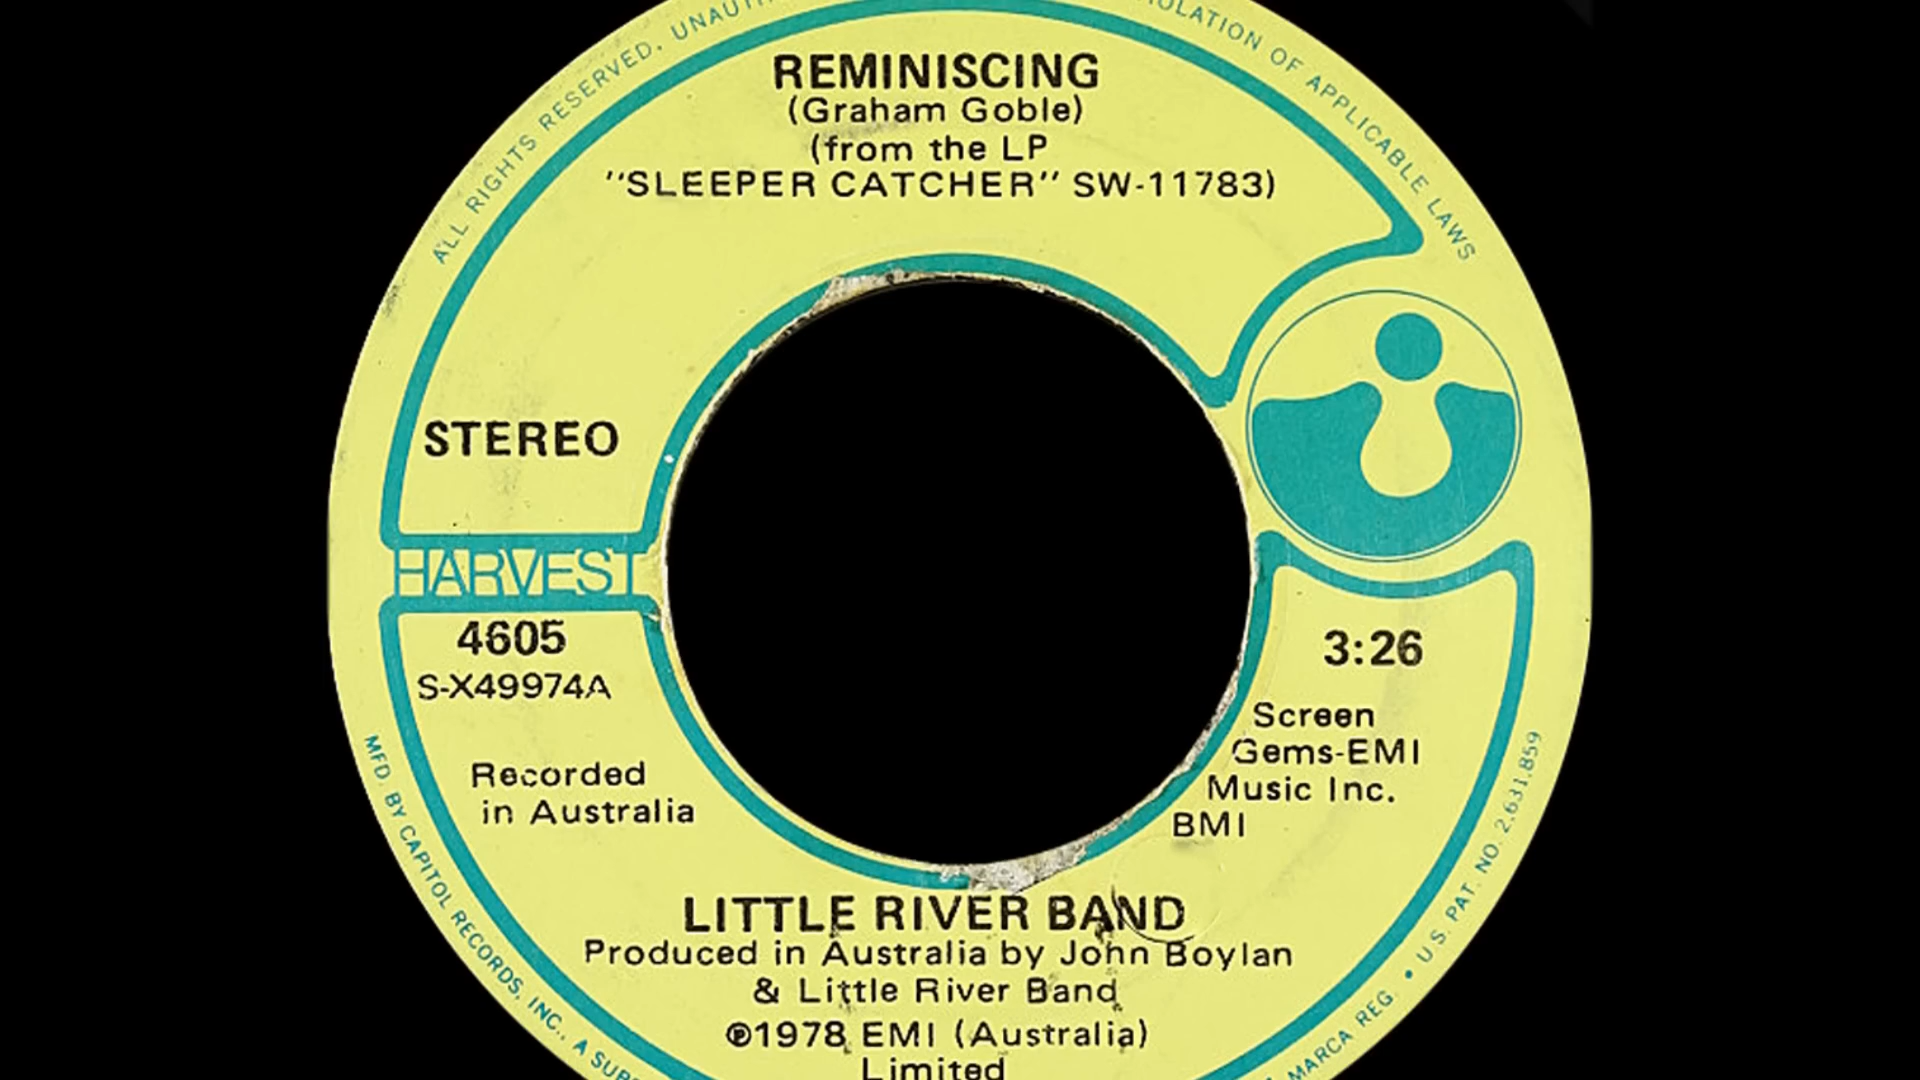 ALL RIGHTS RESERVED. UNAUT
OLATION OF APPLICABLE LAWS
REMINISCING
(Graham Goble)
(from the LP
"SLEEPER CATCHER" SW-11783)
STEREO
HARVEST
4605
S-X49974A
Recorded
in Australia
3:26
Screen
Gems-EMI
Music Inc.
BMI
LITTLE RIVER BAND
Produced in Australia by John Boylan
& Little River Band
℗1978 EMI (Australia)
Limited
MFD. BY CAPITOL RECORDS, INC., A SUB
MARCA REG. • U.S. PAT. NO. 2,631,859